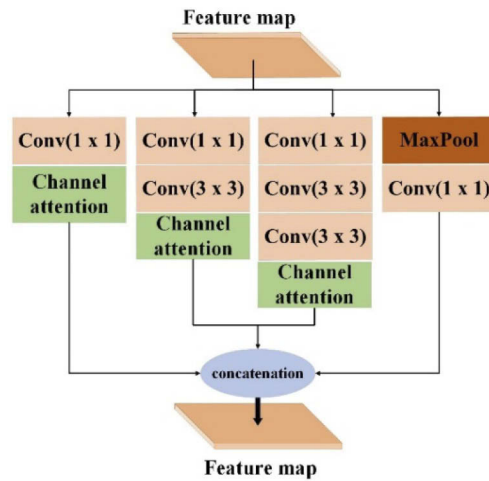 Feature map
Conv(1 x 1)
Channel
attention
Conv(1 x 1)
Conv(3 x 3)
Channel
attention
Conv(1 x 1)
Conv(3 x 3)
Conv(3 x 3)
Channel
attention
MaxPool
Conv(1 x 1)
concatenation
Feature map